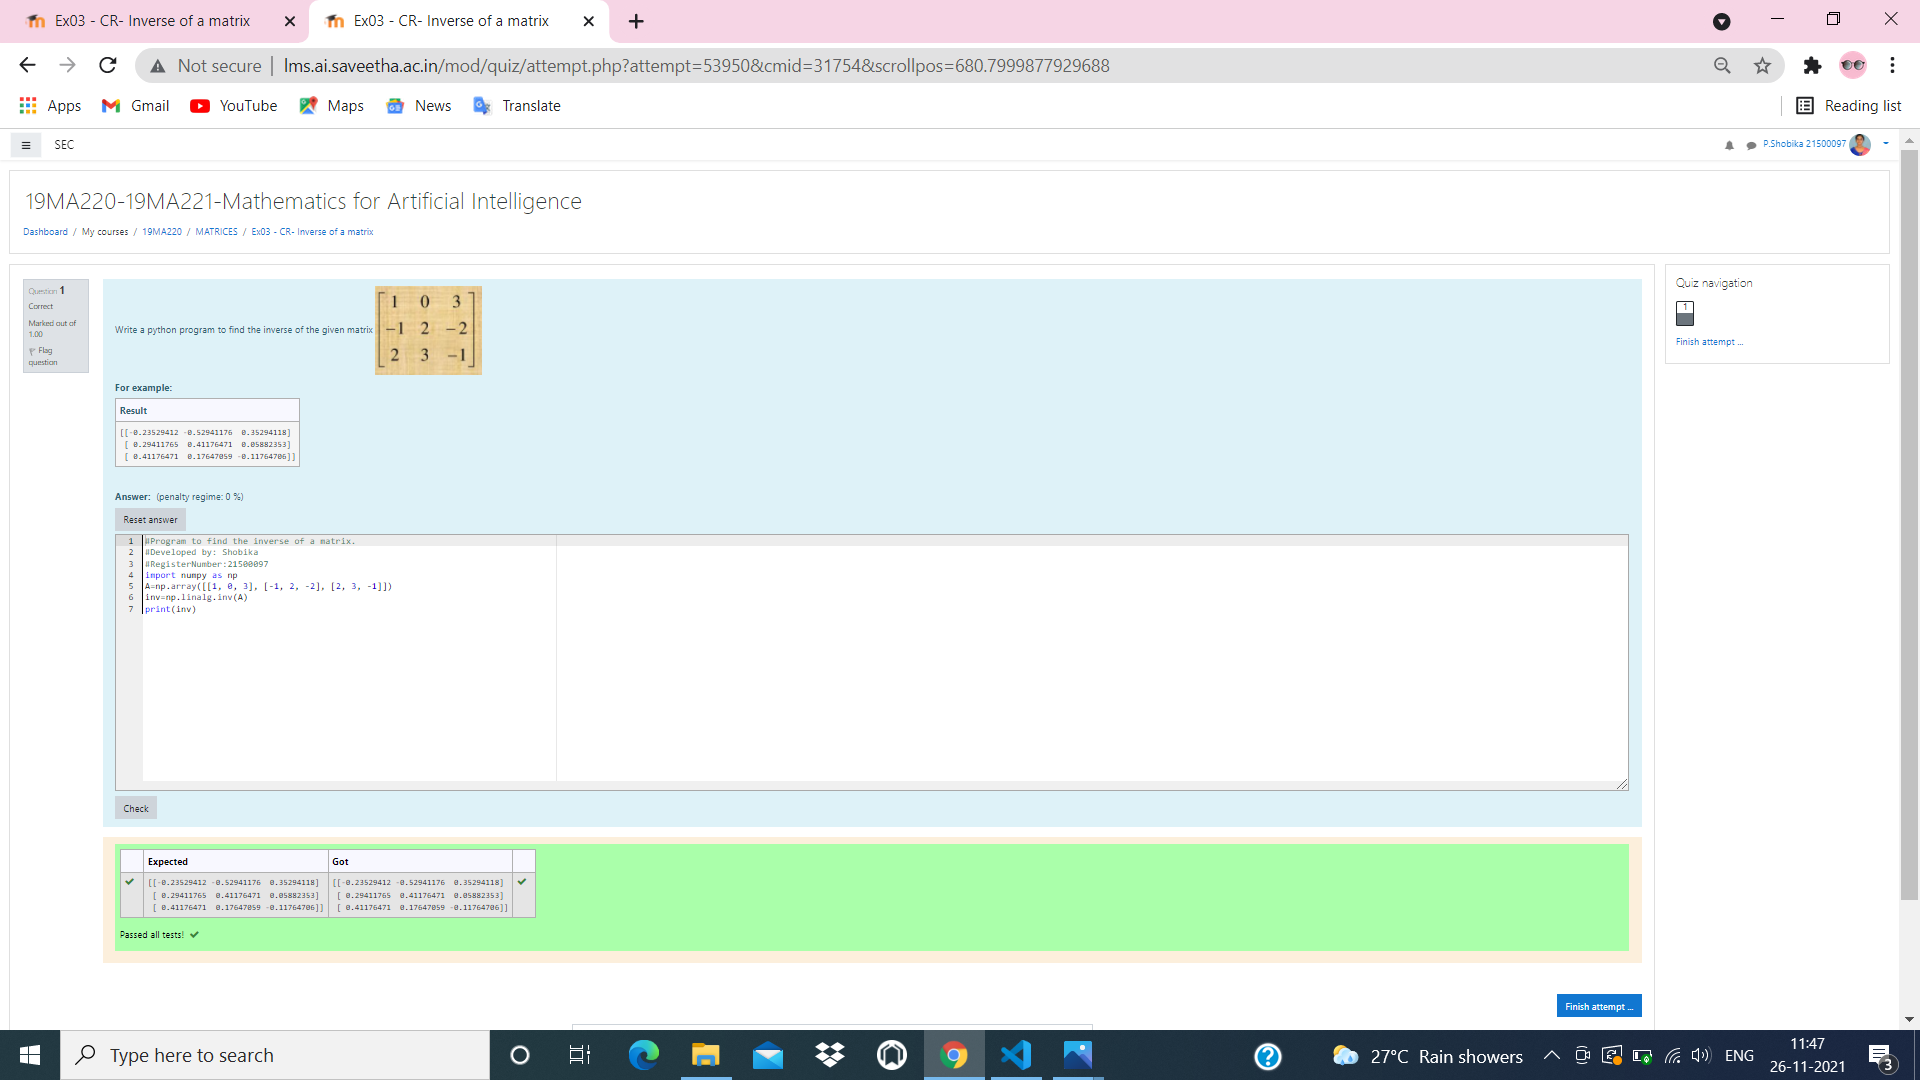 Ex03 - CR- Inverse of a matrix
Ex03 - CR- Inverse of a matrix
Not secure | lms.ai.saveetha.ac.in/mod/quiz/attempt.php?attempt=53950&cmid=31754&scrollpos=680.7999877929688
Apps Gmail YouTube Maps News Translate Reading list
SEC P.Shobika 21500097
19MA220-19MA221-Mathematics for Artificial Intelligence
Dashboard / My courses / 19MA220 / MATRICES / Ex03 - CR- Inverse of a matrix
Question 1
Correct
Marked out of
1.00
Flag
question
Write a python program to find the inverse of the given matrix
1 0 3
-1 2 -2
2 3 -1
For example:
Result
[[-0.23529412 -0.52941176 0.35294118]
[ 0.29411765 0.41176471 0.05882353]
[ 0.41176471 0.17647059 -0.11764706]]
Answer: (penalty regime: 0 %)
Reset answer
1 #Program to find the inverse of a matrix.
2 #Developed by: Shobika
3 #RegisterNumber:21500097
4 import numpy as np
5 A=np.array([[1, 0, 3], [-1, 2, -2], [2, 3, -1]])
6 inv=np.linalg.inv(A)
7 print(inv)
Check
Expected Got
[[-0.23529412 -0.52941176 0.35294118] [[-0.23529412 -0.52941176 0.35294118]
[ 0.29411765 0.41176471 0.05882353] [ 0.29411765 0.41176471 0.05882353]
[ 0.41176471 0.17647059 -0.11764706]] [ 0.41176471 0.17647059 -0.11764706]]
Passed all tests!
Finish attempt ...
Quiz navigation
1
Finish attempt ...
Type here to search
27°C Rain showers
ENG
11:47
26-11-2021
3